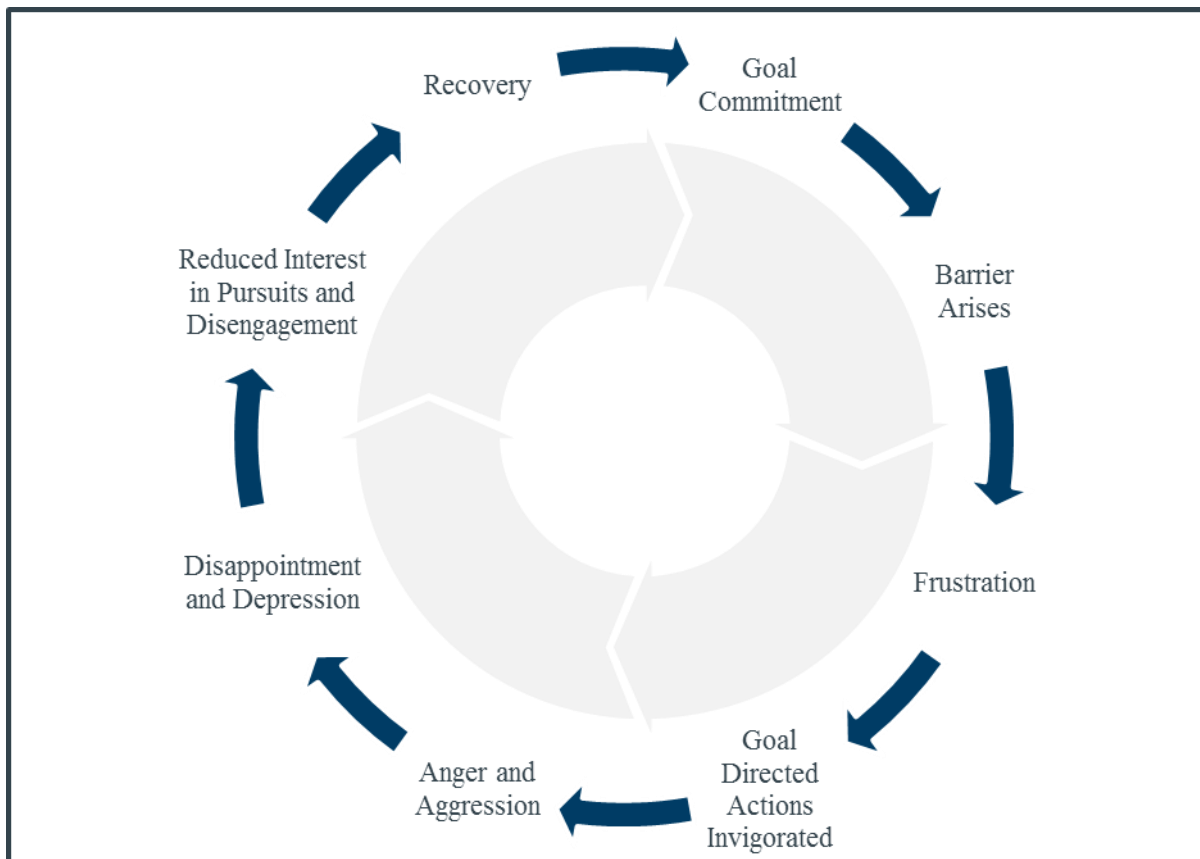 Recovery
Goal
Commitment
Barrier
Arises
Frustration
Goal
Directed
Actions
Invigorated
Anger and
Aggression
Disappointment
and Depression
Reduced Interest
in Pursuits and
Disengagement